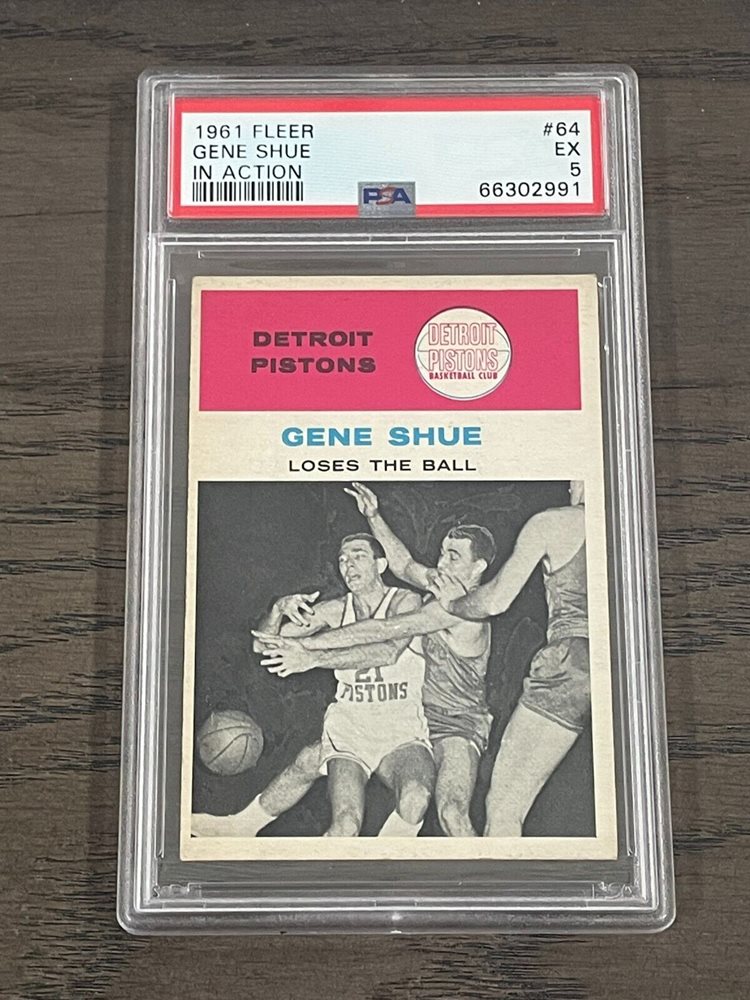 1961 FLEER #64
GENE SHUE EX
IN ACTION 5
PSA 66302991
DETROIT
PISTONS
DETROIT
PISTONS
BASKETBALL CLUB
GENE SHUE
LOSES THE BALL
21
PISTONS